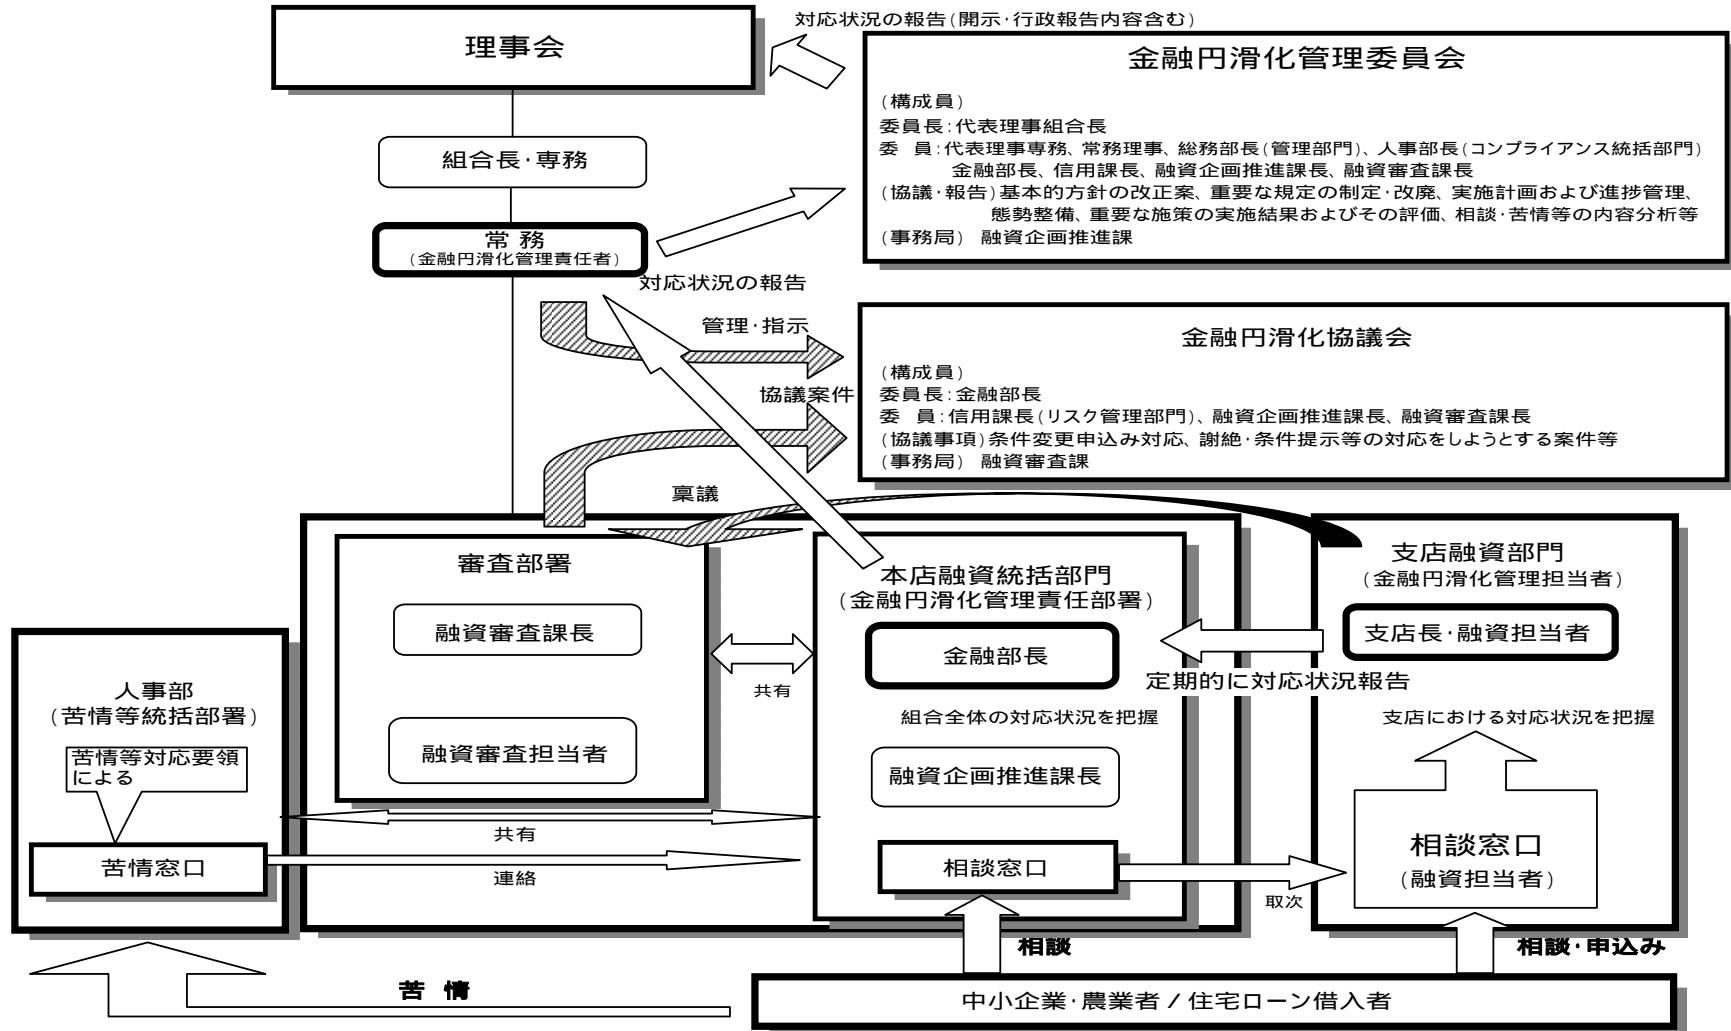 対応状況の報告(開示・行政報告内容含む)
理事会
金融円滑化管理委員会
(構成員)
委員長:代表理事組合長
委　員:代表理事専務、常務理事、総務部長(管理部門)、人事部長(コンプライアンス統括部門)
金融部長、信用課長、融資企画推進課長、融資審査課長
(協議・報告)基本的方針の改正案、重要な規定の制定・改廃、実施計画および進捗管理、
態勢整備、重要な施策の実施結果およびその評価、相談・苦情等の内容分析等
(事務局)　融資企画推進課
組合長・専務
常 務
(金融円滑化管理責任者)
対応状況の報告
管理・指示
金融円滑化協議会
(構成員)
委員長:金融部長
委　員:信用課長(リスク管理部門)、融資企画推進課長、融資審査課長
(協議事項)条件変更申込み対応、謝絶・条件提示等の対応をしようとする案件等
(事務局)　融資審査課
協議案件
稟議
審査部署
融資審査課長
融資審査担当者
共有
本店融資統括部門
(金融円滑化管理責任部署)
金融部長
組合全体の対応状況を把握
融資企画推進課長
相談窓口
支店融資部門
(金融円滑化管理担当者)
支店長・融資担当者
定期的に対応状況報告
支店における対応状況を把握
相談窓口
(融資担当者)
取次
人事部
(苦情等統括部署)
苦情等対応要領
による
苦情窓口
共有
連絡
相談
相談・申込み
苦 情
中小企業・農業者 / 住宅ローン借入者